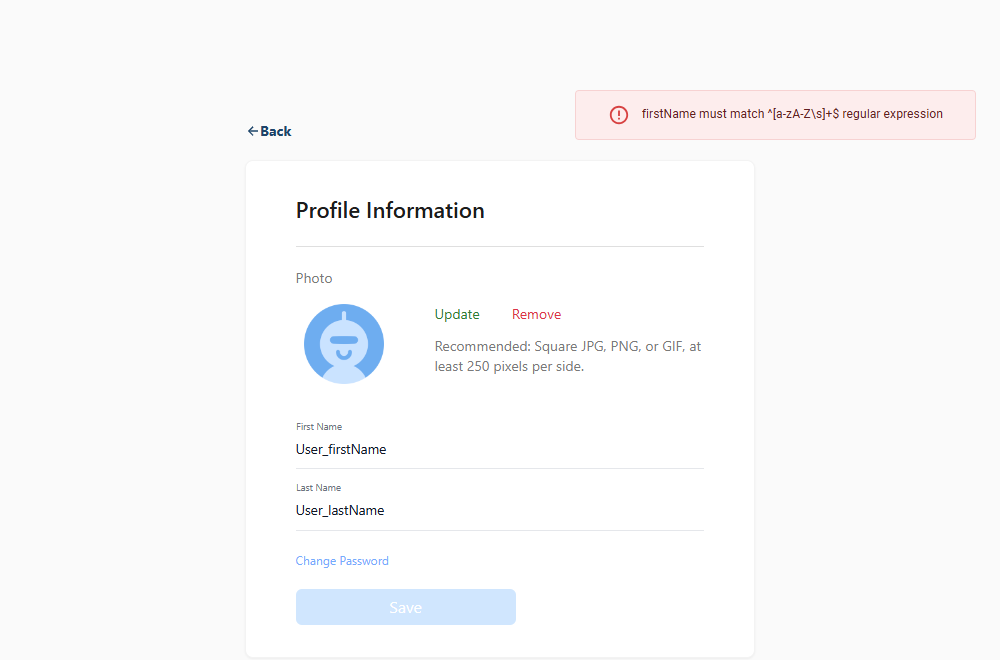 firstName must match ^[a-zA-Z\s]+$ regular expression
Back
Profile Information
Photo
Update Remove
Recommended: Square JPG, PNG, or GIF, at
least 250 pixels per side.
First Name
User_firstName
Last Name
User_lastName
Change Password
Save